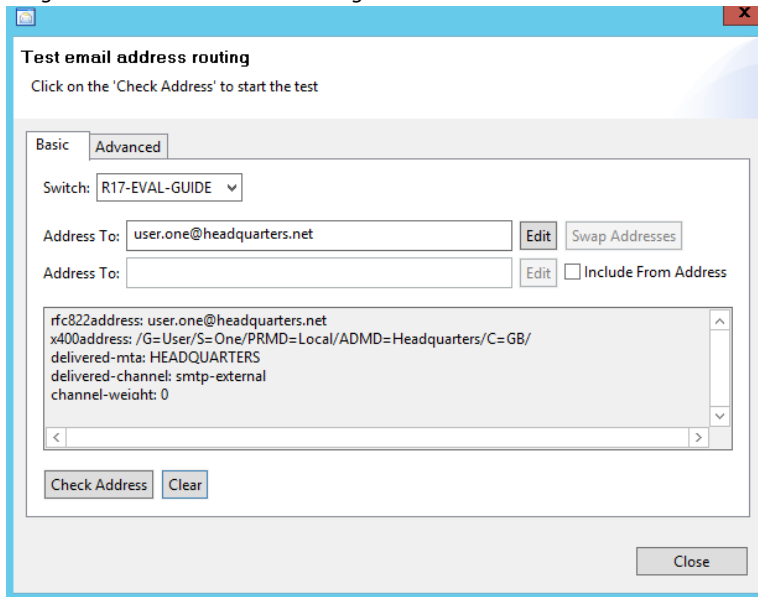 X
Test email address routing
Click on the 'Check Address' to start the test
Basic Advanced
Switch: R17-EVAL-GUIDE
Address To: user.one@headquarters.net Edit Swap Addresses
Address To: Edit Include From Address
rfc822address: user.one@headquarters.net
x400address: /G=User/S=One/PRMD=Local/ADMD=Headquarters/C=GB/
delivered-mta: HEADQUARTERS
delivered-channel: smtp-external
channel-weight: 0
Check Address Clear
Close